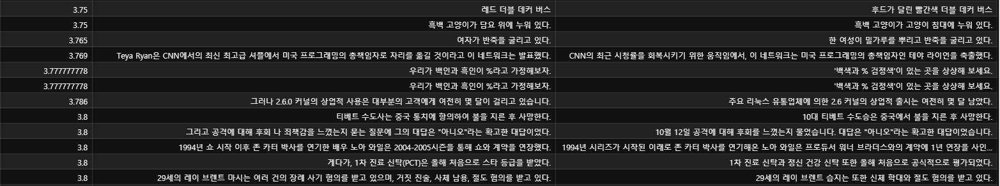 3.75 레드 더블 데커 버스 후드가 달린 빨간색 더블 데커 버스
3.75 흑백 고양이가 담요 위에 누워 있다. 흑백 고양이가 고양이 침대에 누워 있다.
3.765 여자가 반죽을 굴리고 있다. 한 여성이 밀가루를 뿌리고 반죽을 굴리고 있다.
3.769 Teya Ryan은 CNN에서의 최신 최고급 셔플에서 미국 프로그래밍의 총책임자로 자리를 옮길 것이라고 이 네트워크는 발표했다. CNN의 최근 시청률을 회복시키기 위한 움직임에서, 이 네트워크는 미국 프로그래밍의 총책임자인 테야 라이언을 축출했다.
3.777777778 우리가 백인과 흑인이 %라고 가정해보자. '백색과 % 검정색'이 있는 곳을 상상해 보세요.
3.777777778 우리가 백인과 흑인이 %라고 가정해보자. '백색과 % 검정색'이 있는 곳을 상상해 보세요.
3.786 그러나 2.6.0 커널의 상업적 사용은 대부분의 고객에게 여전히 몇 달이 걸리고 있습니다. 주요 리눅스 유통업체에 의한 2.6 커널의 상업적 출시는 여전히 몇 달 남았다.
3.8 티베트 수도사는 중국 통치에 항의하여 불을 지른 후 사망한다. 10대 티베트 수도승은 중국에서 불을 지른 후 사망한다.
3.8 그리고 공격에 대해 후회 나 죄책감을 느꼈는지 묻는 질문에 그의 대답은 "아니오"라는 확고한 대답이었다. 10월 12일 공격에 대해 후회를 느꼈는지 물었습니다. 대답은 "아니오"라는 확고한 대답이었습니다.
3.8 1994년 쇼 시작 이후 존 카터 박사를 연기한 배우 노아 와일은 2004-2005시즌을 통해 쇼와 계약을 연장했다. 1994년 시리즈가 시작된 이래로 존 카터 박사를 연기해온 노아 와일은 프로듀서 워너 브라더스와의 계약에 1년 연장을 사인...
3.8 게다가, 1차 진료 신탁(PCT)은 올해 처음으로 스타 등급을 받았다. 1차 진료 신탁과 정신 건강 신탁 또한 올해 처음으로 공식적으로 평가되었다.
3.8 29세의 레이 브렌트 마시는 여러 건의 장례 사기 혐의를 받고 있으며, 거짓 진술, 사체 남용, 절도 혐의를 받고 있다. 29세의 레이 브렌트 습지는 또한 신체 학대와 절도 혐의를 받고 있다.